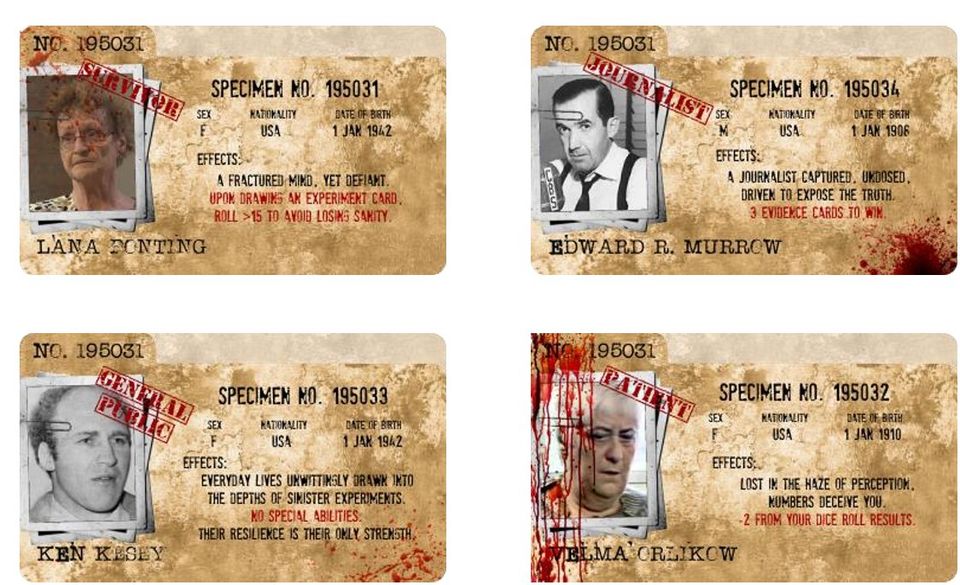 NO. 195031
SURVIVOR
SPECIMEN NO. 195031
SEX NATIONALITY DATE OF BIRTH
F USA 1 JAN 1942
EFFECTS:
A FRACTURED MIND, YET DEFIANT.
UPON DRAWING AN EXPERIMENT CARD,
ROLL >15 TO AVOID LOSING SANITY.
LANA PONTING
NO. 195031
JOURNALIST
SPECIMEN NO. 195034
SEX NATIONALITY DATE OF BIRTH
M USA 1 JAN 1908
EFFECTS:
A JOURNALIST CAPTURED, UNDOSED,
DRIVEN TO EXPOSE THE TRUTH.
3 EVIDENCE CARDS TO WIN.
EDWARD R. MURROW
NO. 195031
GENERAL
PUBLIC
SPECIMEN NO. 195033
SEX NATIONALITY DATE OF BIRTH
F USA 1 JAN 1942
EFFECTS:
EVERYDAY LIVES UNWITTINGLY DRAWN INTO
THE DEPTHS OF SINISTER EXPERIMENTS.
NO SPECIAL ABILITIES:
THEIR RESILIENCE IS THEIR ONLY STRENGTH.
KEN KESEY
NO. 195031
PATIENT
SPECIMEN NO. 195032
SEX NATIONALITY DATE OF BIRTH
F USA 1 JAN 1910
EFFECTS:
LOST IN THE HAZE OF PERCEPTION,
NUMBERS DECEIVE YOU.
-2 FROM YOUR DICE ROLL RESULTS.
VELMA ORLIKOW